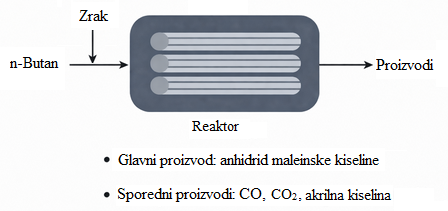 Zrak
n-Butan
Proizvodi
Reaktor
• Glavni proizvod: anhidrid maleinske kiseline
• Sporedni proizvodi: CO, CO₂, akrilna kiselina